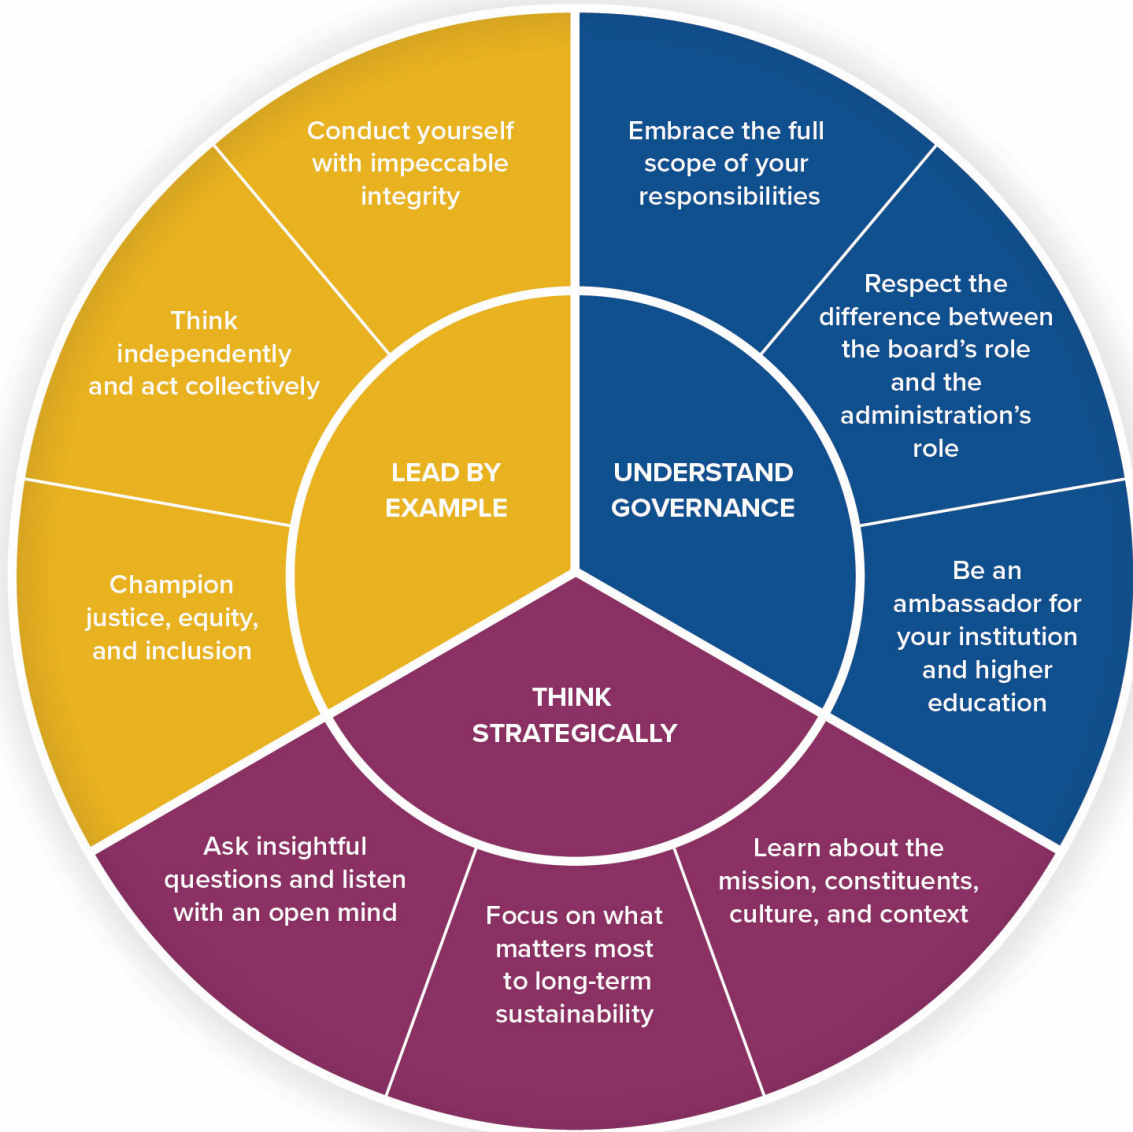 Conduct yourself
with impeccable
integrity
Embrace the full
scope of your
responsibilities
Respect the
difference between
the board’s role
and the
administration’s
role
Think
independently
and act collectively
LEAD BY
EXAMPLE
UNDERSTAND
GOVERNANCE
Champion
justice, equity,
and inclusion
Be an
ambassador for
your institution
and higher
education
THINK
STRATEGICALLY
Ask insightful
questions and listen
with an open mind
Focus on what
matters most
to long-term
sustainability
Learn about the
mission, constituents,
culture, and context